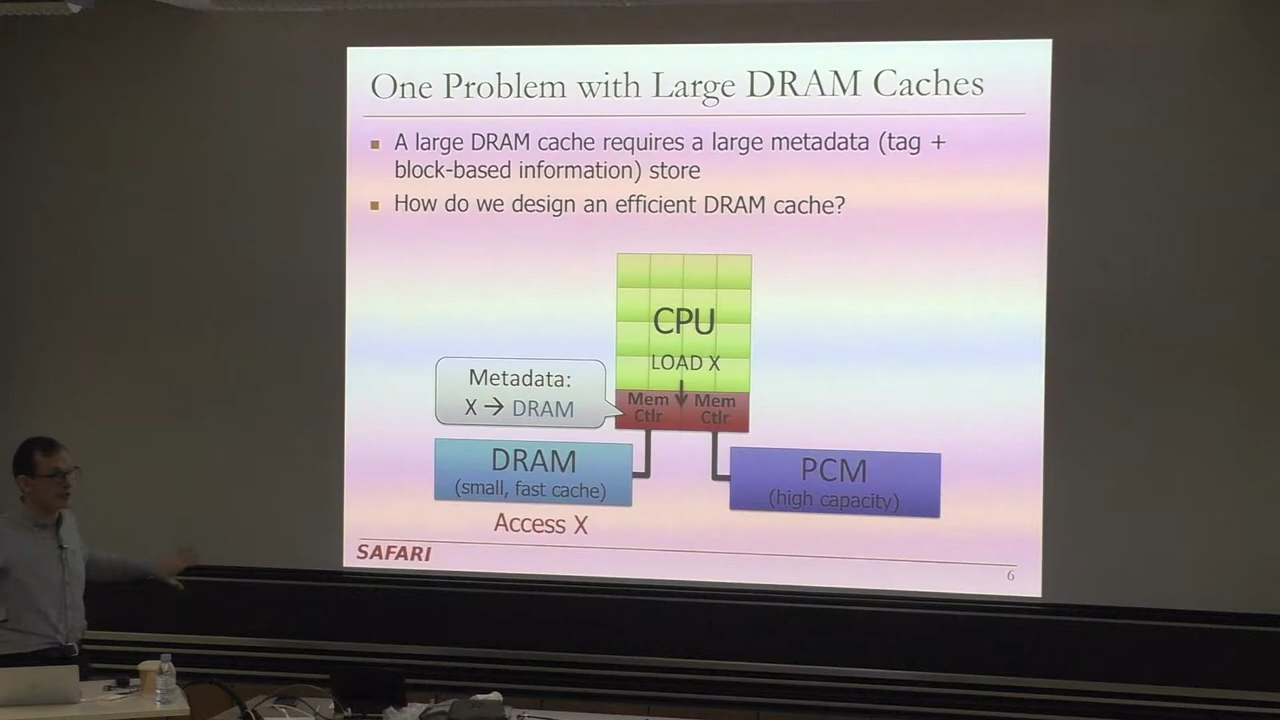 One Problem with Large DRAM Caches
A large DRAM cache requires a large metadata (tag +
block-based information) store
How do we design an efficient DRAM cache?
CPU
LOAD X
Metadata:
X → DRAM
Mem Ctlr
Mem Ctlr
DRAM
(small, fast cache)
PCM
(high capacity)
Access X
SAFARI
6